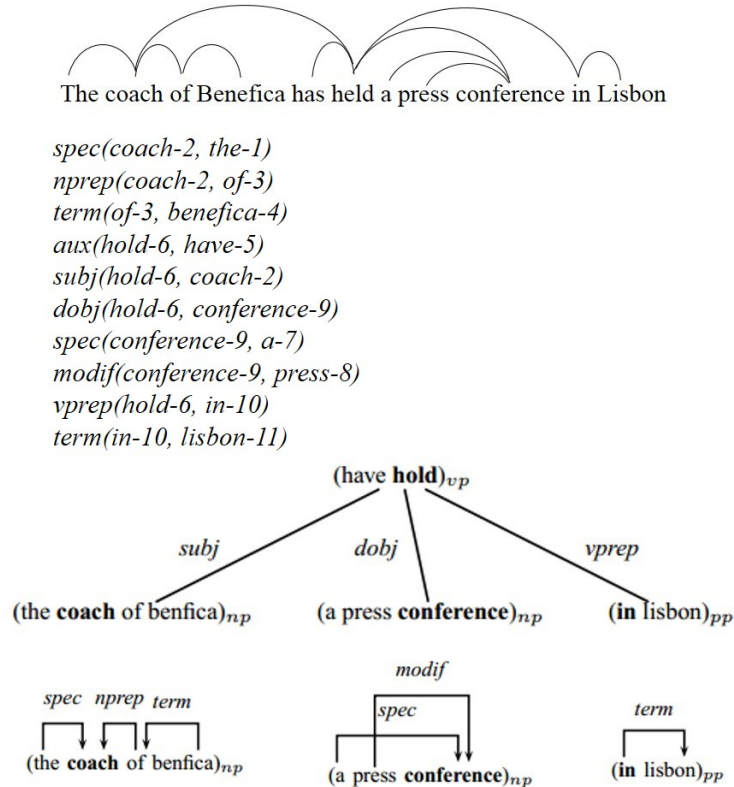 The coach of Benefica has held a press conference in Lisbon
spec(coach-2, the-1)
nprep(coach-2, of-3)
term(of-3, benefica-4)
aux(hold-6, have-5)
subj(hold-6, coach-2)
dobj(hold-6, conference-9)
spec(conference-9, a-7)
modif(conference-9, press-8)
vprep(hold-6, in-10)
term(in-10, lisbon-11)
(have hold)vp
subj dobj vprep
(the coach of benfica)np (a press conference)np (in lisbon)pp
modif
spec nprep term spec term
(the coach of benfica)np (a press conference)np (in lisbon)pp